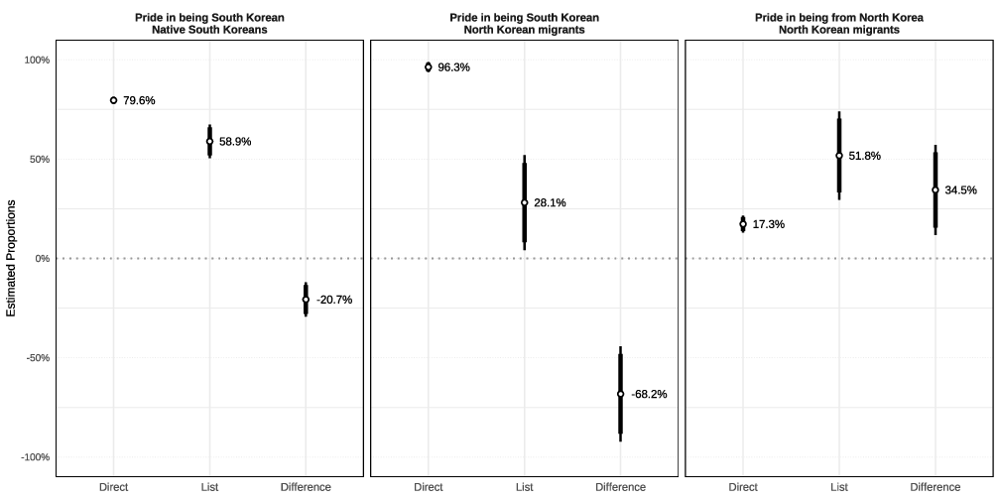 Pride in being South Korean
Native South Koreans
Pride in being South Korean
North Korean migrants
Pride in being from North Korea
North Korean migrants
Estimated Proportions
100%
50%
0%
-50%
-100%
79.6%
58.9%
-20.7%
96.3%
28.1%
-68.2%
17.3%
51.8%
34.5%
Direct
List
Difference
Direct
List
Difference
Direct
List
Difference